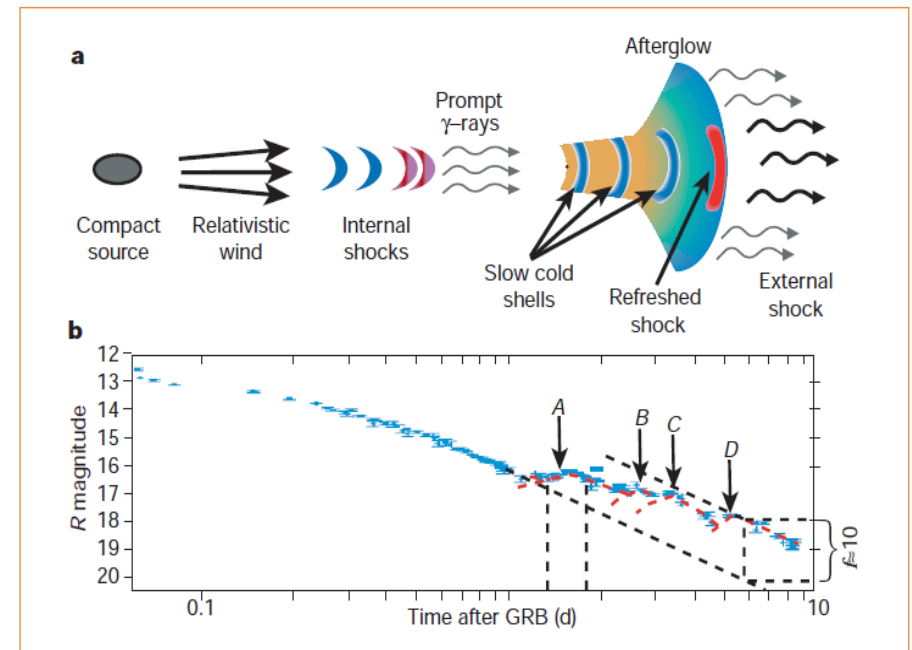 a
Afterglow
Prompt
γ–rays
Compact
source
Relativistic
wind
Internal
shocks
Slow cold
shells
Refreshed
shock
External
shock
b
12
13
14
15
16
17
18
19
20
R magnitude
A
B
C
D
f≈10
0.1
10
Time after GRB (d)